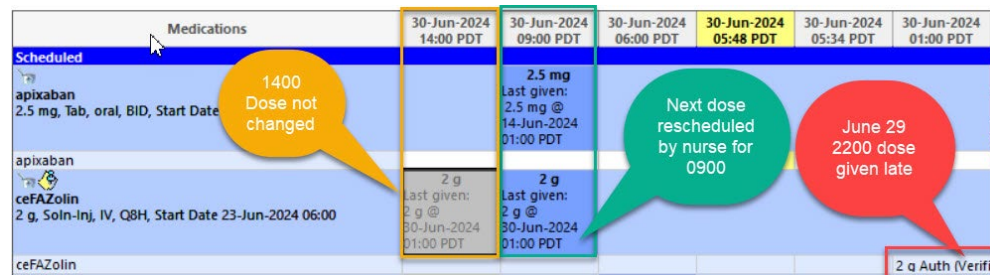 Medications
30-Jun-2024
14:00 PDT
30-Jun-2024
09:00 PDT
30-Jun-2024
06:00 PDT
30-Jun-2024
05:48 PDT
30-Jun-2024
05:34 PDT
30-Jun-2024
01:00 PDT
Scheduled
apixaban
2.5 mg, Tab, oral, BID, Start Date
2.5 mg
Last given:
2.5 mg @
14-Jun-2024
01:00 PDT
1400
Dose not
changed
Next dose
rescheduled
by nurse for
0900
June 29
2200 dose
given late
apixaban
ceFAZolin
2 g, Soln-Inj, IV, Q8H, Start Date 23-Jun-2024 06:00
2 g
Last given:
2 g @
30-Jun-2024
01:00 PDT
2 g
Last given:
2 g @
30-Jun-2024
01:00 PDT
ceFAZolin
2 g Auth (Verifi